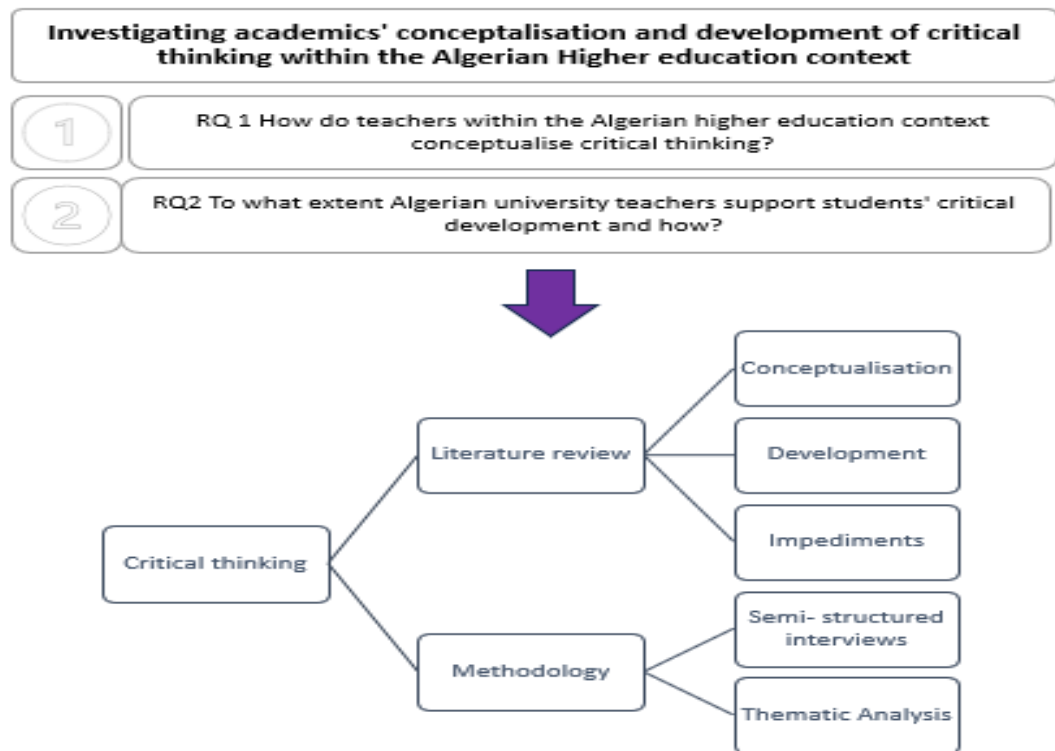 Investigating academics' conceptalisation and development of critical
thinking within the Algerian Higher education context
1
RQ 1 How do teachers within the Algerian higher education context
conceptualise critical thinking?
2
RQ2 To what extent Algerian university teachers support students' critical
development and how?
Critical thinking
Literature review
Conceptualisation
Development
Impediments
Methodology
Semi- structured
interviews
Thematic Analysis